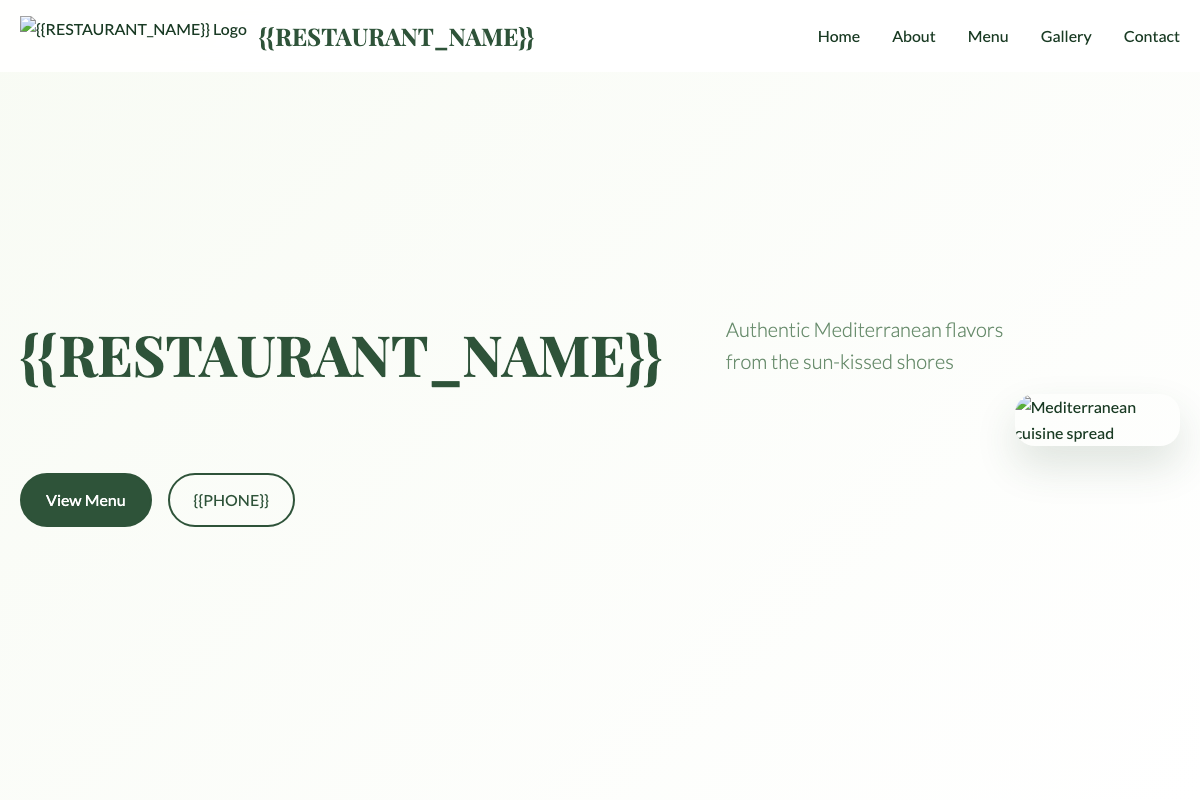 {{RESTAURANT_NAME}} Logo
{{RESTAURANT_NAME}}
Home
About
Menu
Gallery
Contact
{{RESTAURANT_NAME}}
Authentic Mediterranean flavors
from the sun-kissed shores
Mediterranean
cuisine spread
View Menu
{{PHONE}}